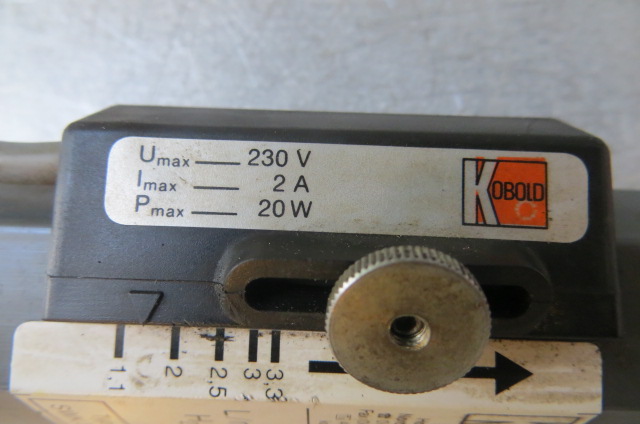 Umax — 230 V
Imax — 2 A
Pmax — 20 W
KOBOLD
1.1 2 2.5 3 3.3